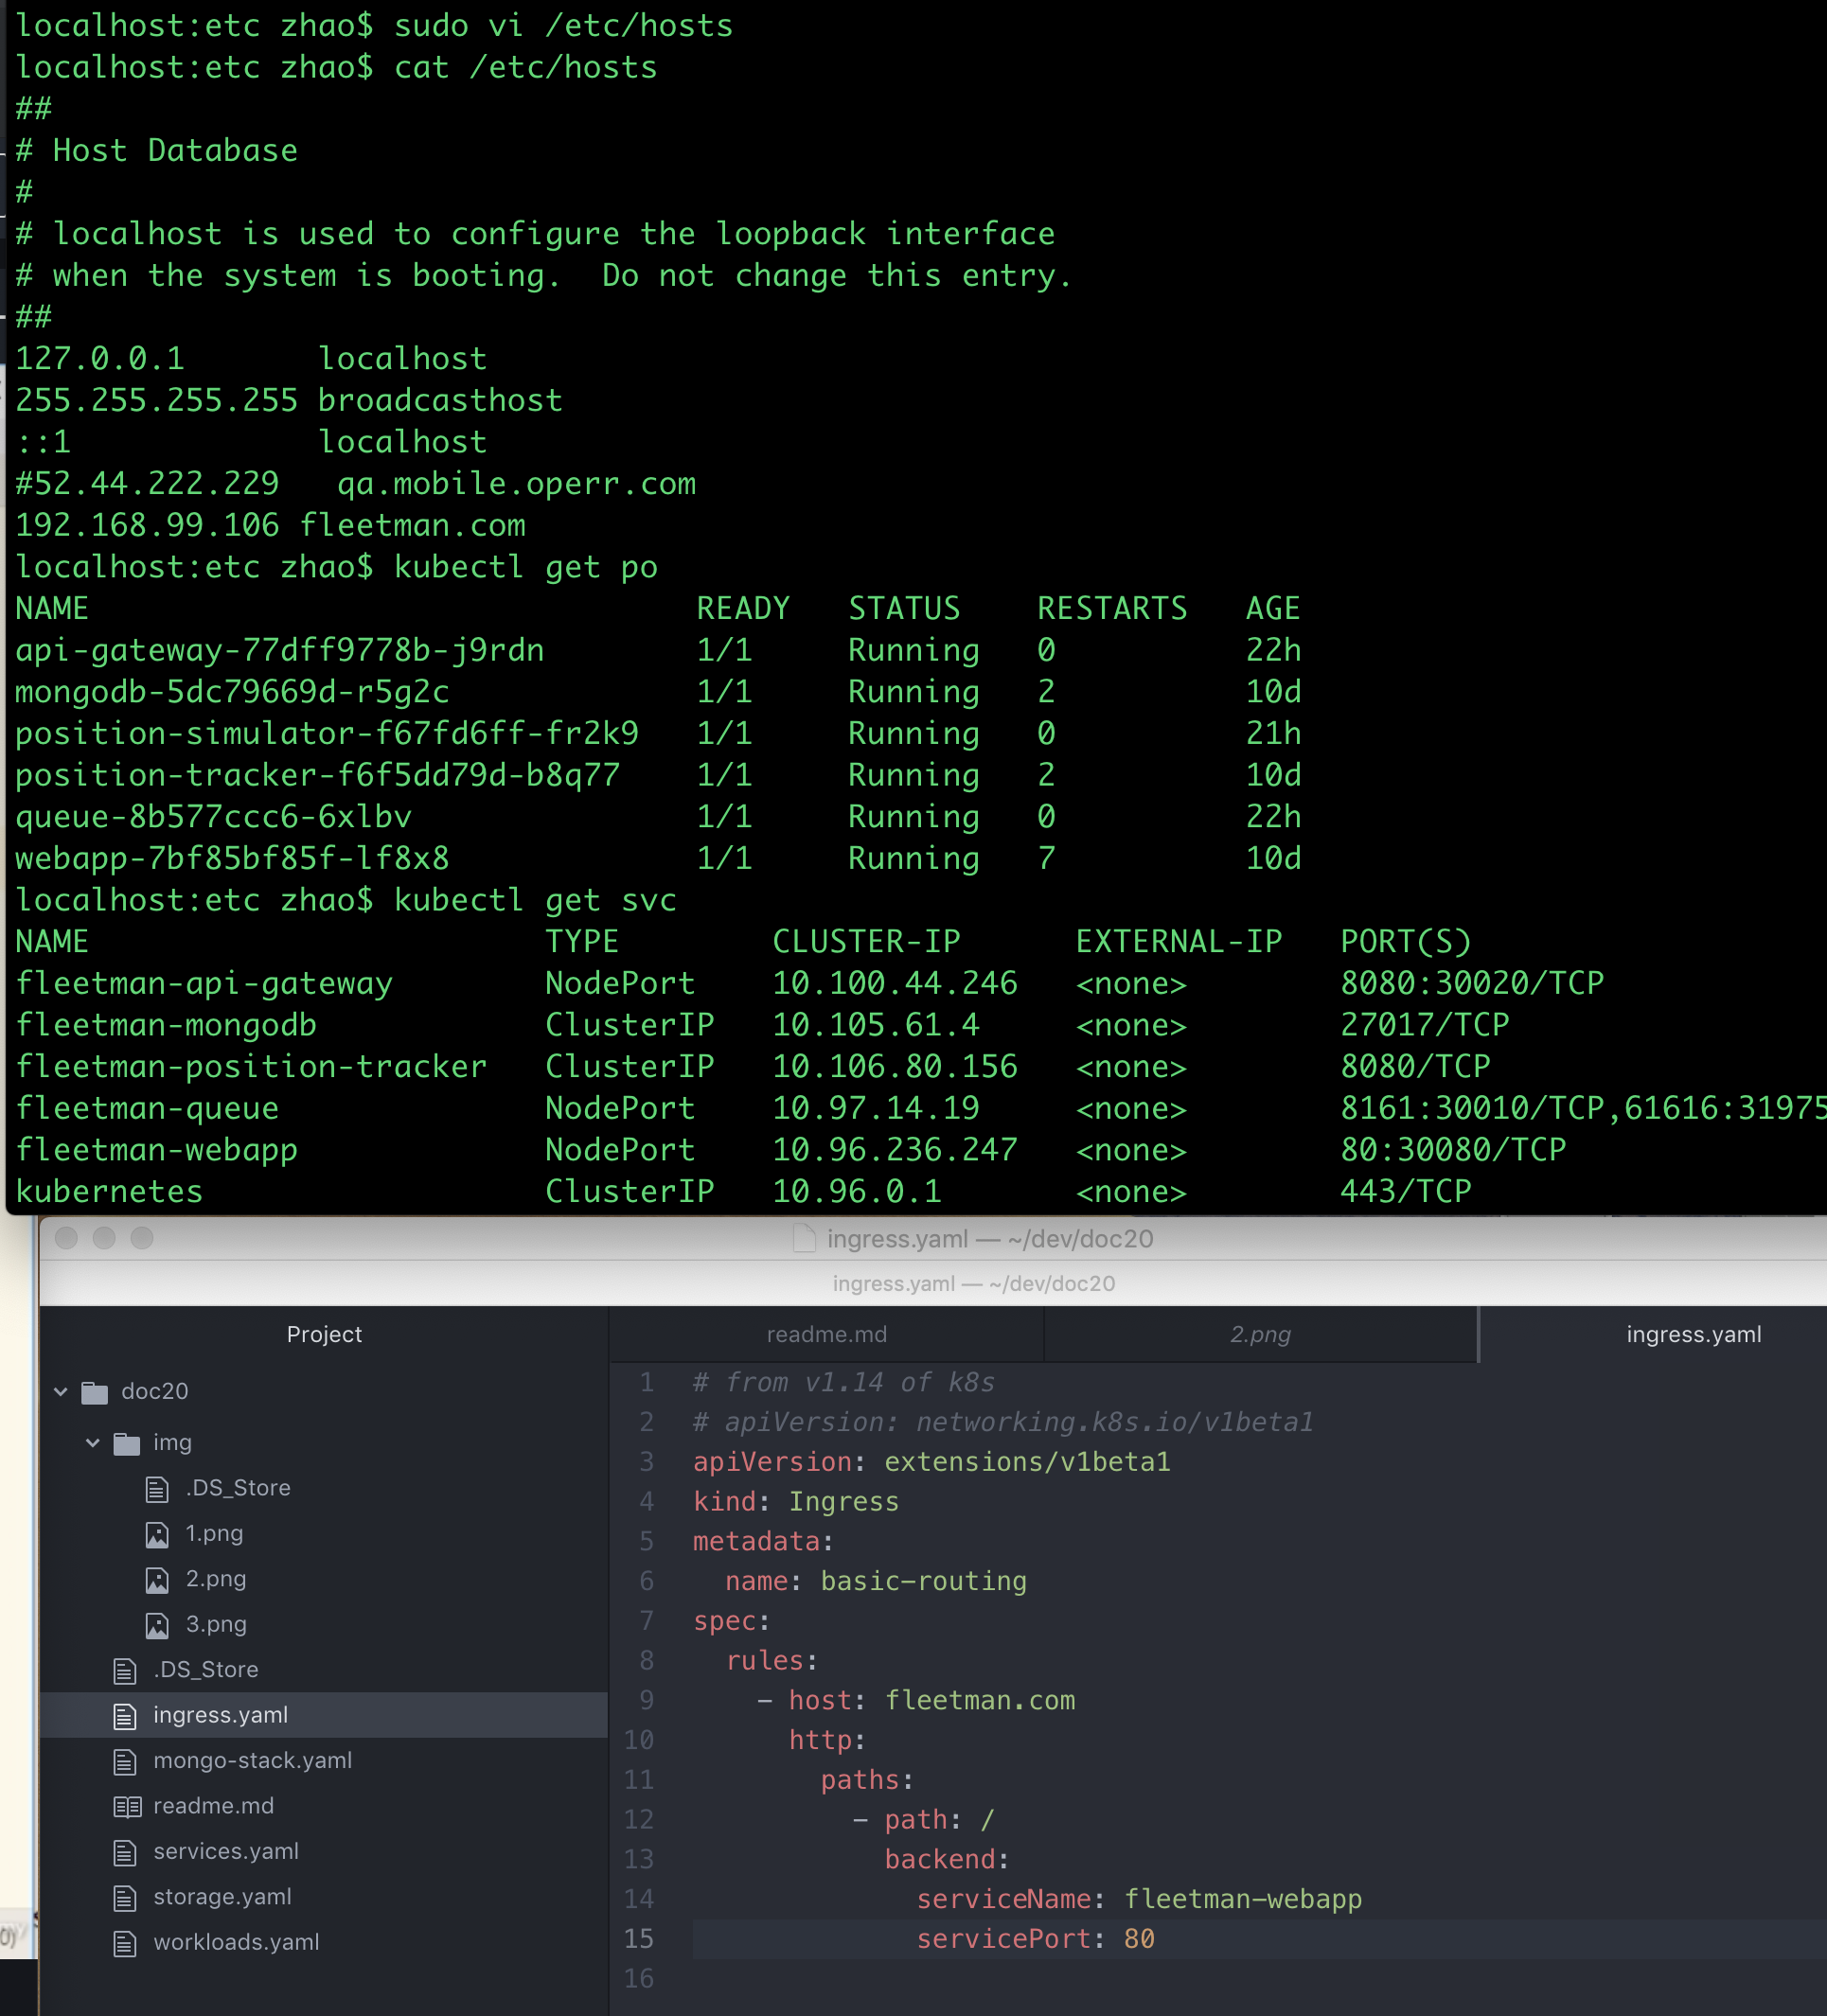 localhost:etc zhao$ sudo vi /etc/hosts
localhost:etc zhao$ cat /etc/hosts
##
# Host Database
#
# localhost is used to configure the loopback interface
# when the system is booting.  Do not change this entry.
##
127.0.0.1       localhost
255.255.255.255 broadcasthost
::1             localhost
#52.44.222.229   qa.mobile.operr.com
192.168.99.106 fleetman.com
localhost:etc zhao$ kubectl get po
NAME                                READY   STATUS    RESTARTS   AGE
api-gateway-77dff9778b-j9rdn        1/1     Running   0          22h
mongodb-5dc79669d-r5g2c             1/1     Running   2          10d
position-simulator-f67fd6ff-fr2k9   1/1     Running   0          21h
position-tracker-f6f5dd79d-b8q77    1/1     Running   2          10d
queue-8b577ccc6-6xlbv               1/1     Running   0          22h
webapp-7bf85bf85f-lf8x8             1/1     Running   7          10d
localhost:etc zhao$ kubectl get svc
NAME                        TYPE        CLUSTER-IP      EXTERNAL-IP   PORT(S)
fleetman-api-gateway        NodePort    10.100.44.246   <none>        8080:30020/TCP
fleetman-mongodb            ClusterIP   10.105.61.4     <none>        27017/TCP
fleetman-position-tracker   ClusterIP   10.106.80.156   <none>        8080/TCP
fleetman-queue              NodePort    10.97.14.19     <none>        8161:30010/TCP,61616:31975
fleetman-webapp             NodePort    10.96.236.247   <none>        80:30080/TCP
kubernetes                  ClusterIP   10.96.0.1       <none>        443/TCP
ingress.yaml — ~/dev/doc20
ingress.yaml — ~/dev/doc20
Project
doc20
img
.DS_Store
1.png
2.png
3.png
.DS_Store
ingress.yaml
mongo-stack.yaml
readme.md
services.yaml
storage.yaml
workloads.yaml
readme.md 2.png ingress.yaml
1 # from v1.14 of k8s
2 # apiVersion: networking.k8s.io/v1beta1
3 apiVersion: extensions/v1beta1
4 kind: Ingress
5 metadata:
6   name: basic-routing
7 spec:
8   rules:
9     - host: fleetman.com
10       http:
11         paths:
12           - path: /
13             backend:
14               serviceName: fleetman-webapp
15               servicePort: 80
16